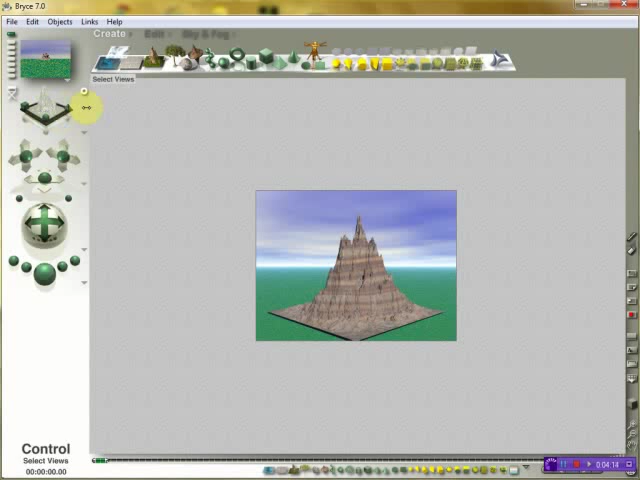 Bryce 7.0
File Edit Objects Links Help
Create Edit Sky & Fog
Select Views
Control
Select Views
00:00:00.00
0:04:14